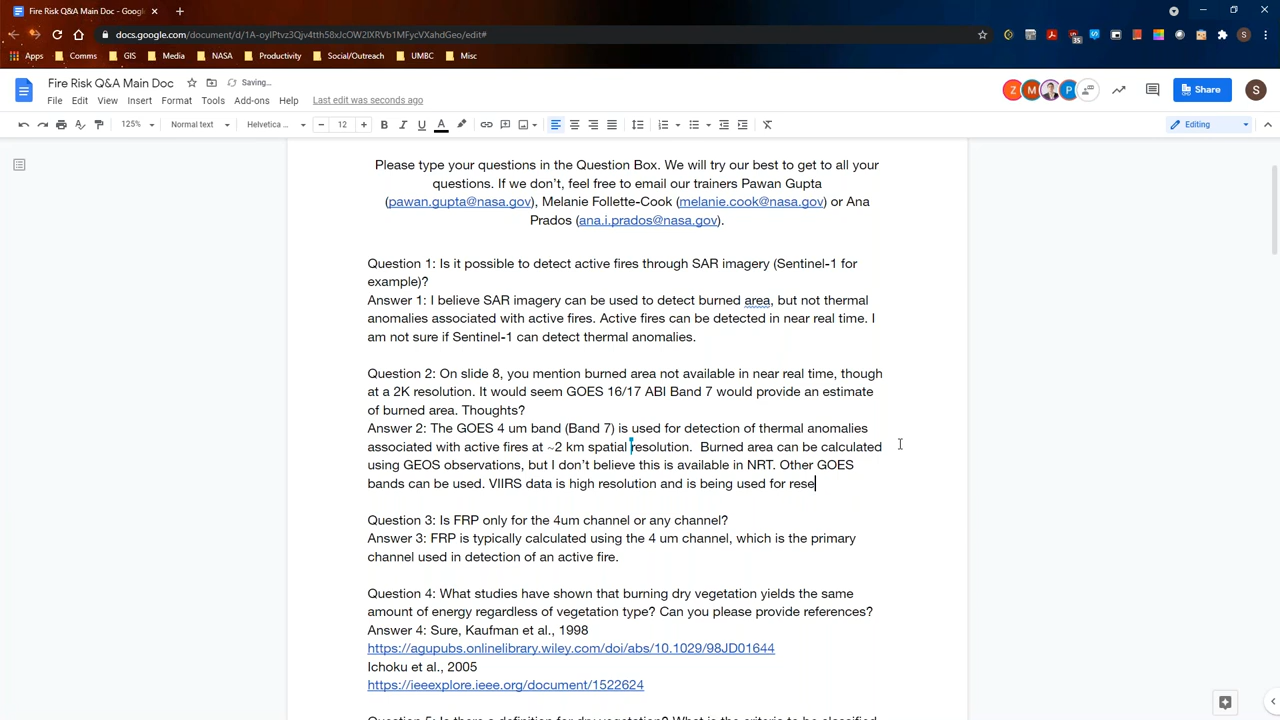 Fire Risk Q&A Main Doc - Googl
docs.google.com/document/d/1A-oyIPtvz3Qjv4tth58xJcOW2lXRVb1MFycVXahdGeo/edit#
Apps Comms GIS Media NASA Productivity Social/Outreach UMBC Misc
Fire Risk Q&A Main Doc Saving...
File Edit View Insert Format Tools Add-ons Help Last edit was seconds ago
Z M P Share S
125% Normal text Helvetica ... 12 B I U A Editing
Please type your questions in the Question Box. We will try our best to get to all your
questions. If we don't, feel free to email our trainers Pawan Gupta
(pawan.gupta@nasa.gov), Melanie Follette-Cook (melanie.cook@nasa.gov) or Ana
Prados (ana.i.prados@nasa.gov).
Question 1: Is it possible to detect active fires through SAR imagery (Sentinel-1 for
example)?
Answer 1: I believe SAR imagery can be used to detect burned area, but not thermal
anomalies associated with active fires. Active fires can be detected in near real time. I
am not sure if Sentinel-1 can detect thermal anomalies.
Question 2: On slide 8, you mention burned area not available in near real time, though
at a 2K resolution. It would seem GOES 16/17 ABI Band 7 would provide an estimate
of burned area. Thoughts?
Answer 2: The GOES 4 um band (Band 7) is used for detection of thermal anomalies
associated with active fires at ~2 km spatial resolution.  Burned area can be calculated
using GEOS observations, but I don't believe this is available in NRT. Other GOES
bands can be used. VIIRS data is high resolution and is being used for rese
Question 3: Is FRP only for the 4um channel or any channel?
Answer 3: FRP is typically calculated using the 4 um channel, which is the primary
channel used in detection of an active fire.
Question 4: What studies have shown that burning dry vegetation yields the same
amount of energy regardless of vegetation type? Can you please provide references?
Answer 4: Sure, Kaufman et al., 1998
https://agupubs.onlinelibrary.wiley.com/doi/abs/10.1029/98JD01644
Ichoku et al., 2005
https://ieeexplore.ieee.org/document/1522624
Question 5: Is there a definition for dry vegetation? What is the criteria to be classified